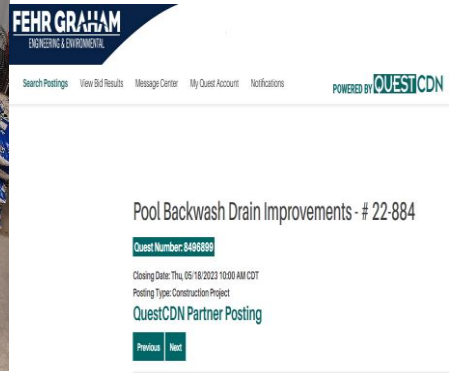 FEHR GRAHAM
ENGINEERING & ENVIRONMENTAL
Search Postings View Bid Results Message Center My Quest Account Notifications
POWERED BY QUESTCDN
Pool Backwash Drain Improvements - # 22-884
Quest Number: 8496899
Closing Date: Thu, 05/18/2023 10:00 AM CDT
Posting Type: Construction Project
QuestCDN Partner Posting
Previous Next